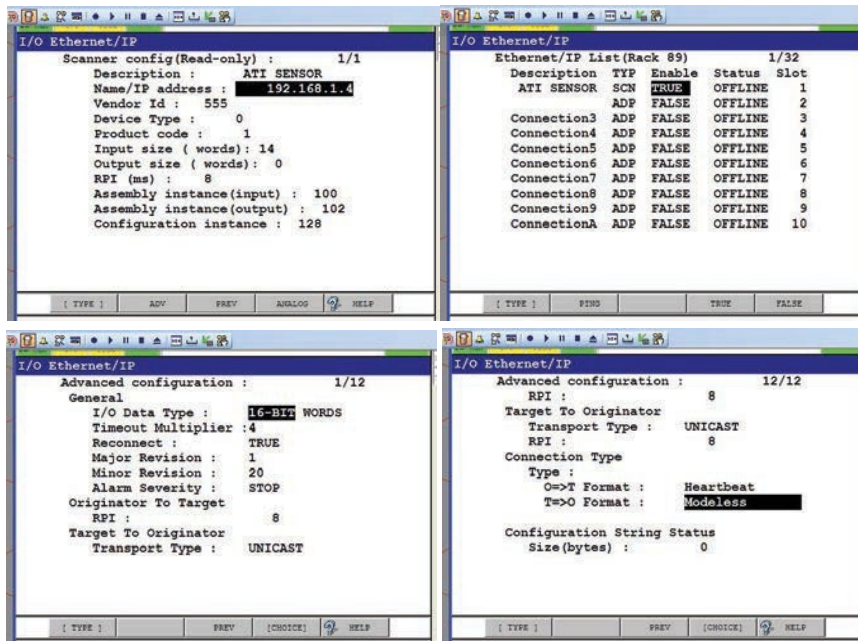 I/O Ethernet/IP
Scanner config(Read-only) : 1/1
Description : ATI SENSOR
Name/IP address : 192.168.1.4
Vendor Id : 555
Device Type : 0
Product code : 1
Input size ( words): 14
Output size ( words): 0
RPI (ms) : 8
Assembly instance(input) : 100
Assembly instance(output) : 102
Configuration instance : 128
[ TYPE ] ADV PREV ANALOG HELP
I/O Ethernet/IP
Ethernet/IP List(Rack 89) 1/32
Description TYP Enable Status Slot
ATI SENSOR SCN TRUE OFFLINE 1
ADP FALSE OFFLINE 2
Connection3 ADP FALSE OFFLINE 3
Connection4 ADP FALSE OFFLINE 4
Connection5 ADP FALSE OFFLINE 5
Connection6 ADP FALSE OFFLINE 6
Connection7 ADP FALSE OFFLINE 7
Connection8 ADP FALSE OFFLINE 8
Connection9 ADP FALSE OFFLINE 9
ConnectionA ADP FALSE OFFLINE 10
[ TYPE ] PING TRUE FALSE
I/O Ethernet/IP
Advanced configuration : 1/12
General
I/O Data Type : 16-BIT WORDS
Timeout Multiplier :4
Reconnect : TRUE
Major Revision : 1
Minor Revision : 20
Alarm Severity : STOP
Originator To Target
RPI : 8
Target To Originator
Transport Type : UNICAST
[ TYPE ] PREV [CHOICE] HELP
I/O Ethernet/IP
Advanced configuration : 12/12
RPI : 8
Target To Originator
Transport Type : UNICAST
RPI : 8
Connection Type
Type :
O=>T Format : Heartbeat
T=>O Format : Modeless
Configuration String Status
Size(bytes) : 0
[ TYPE ] PREV [CHOICE] HELP